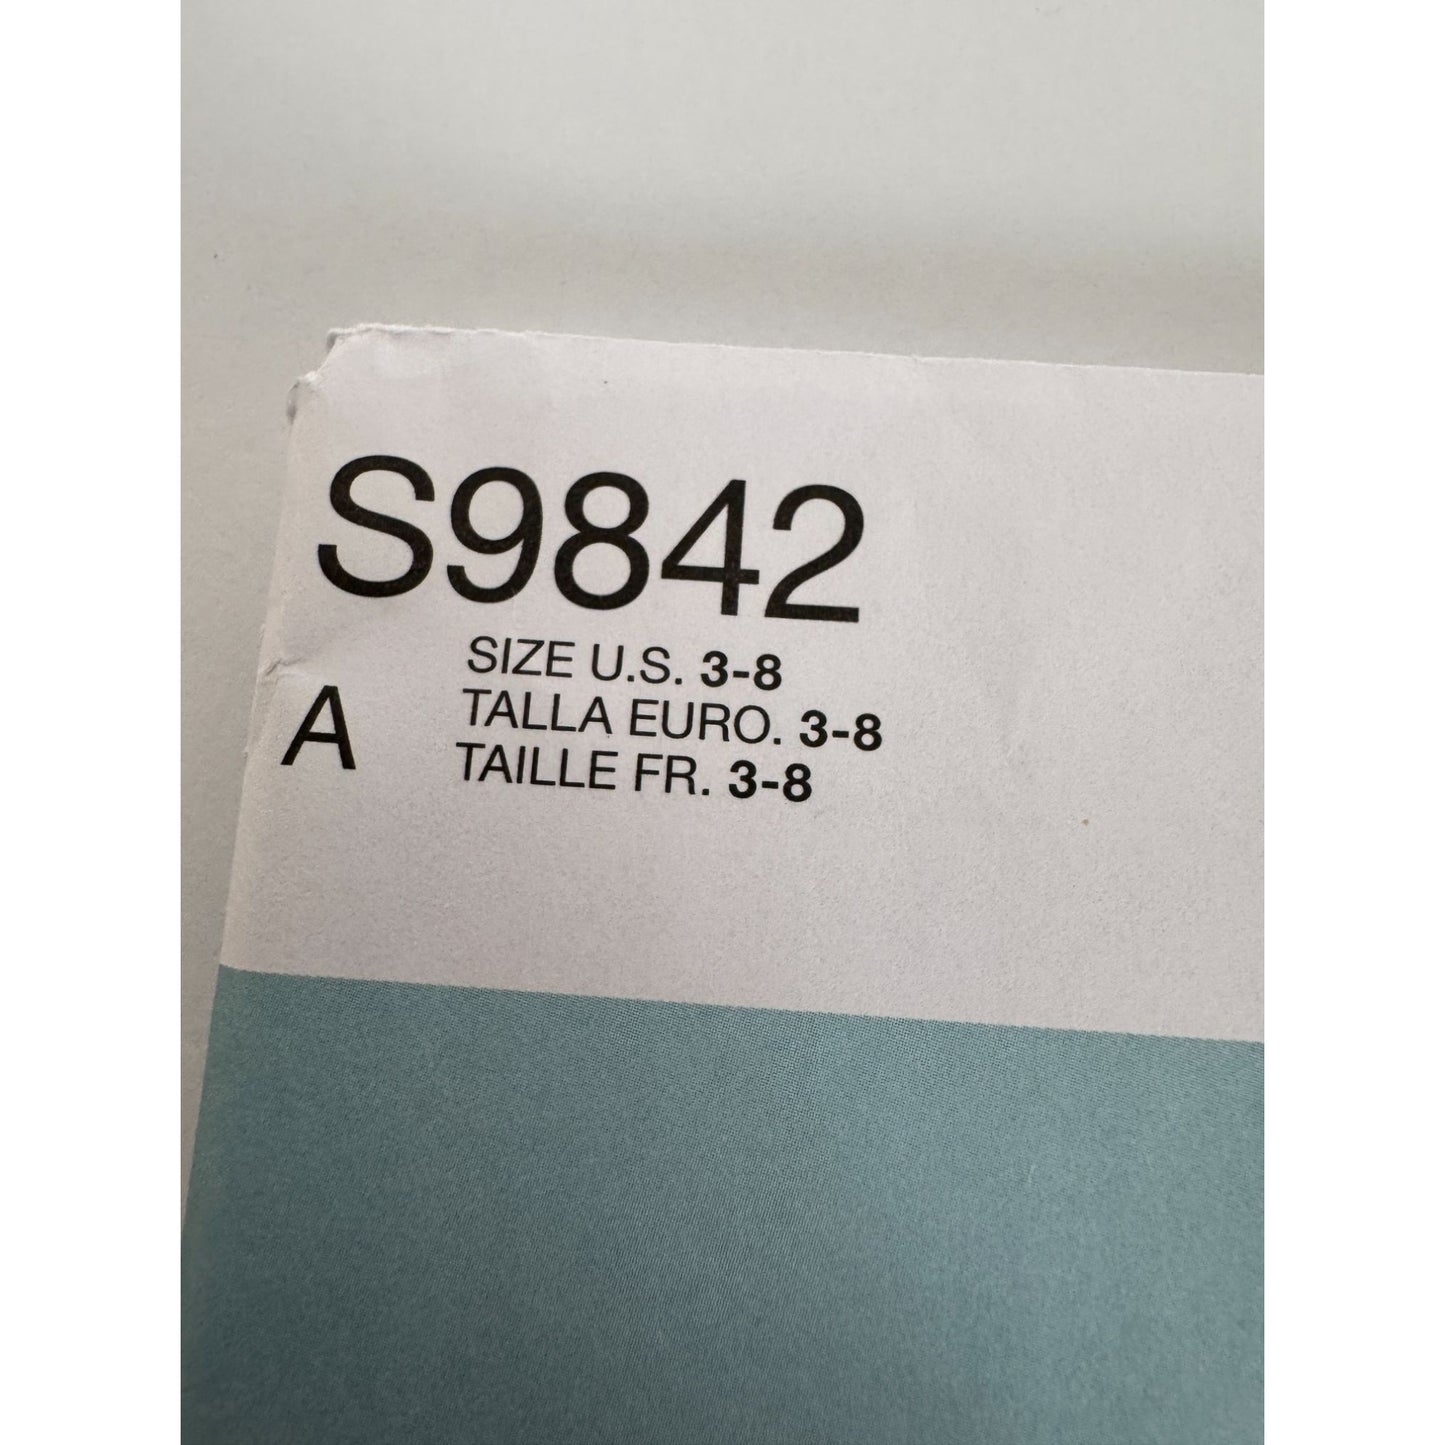 S9842
SIZE U.S. 3-8
A
TALLA EURO. 3-8
TAILLE FR. 3-8